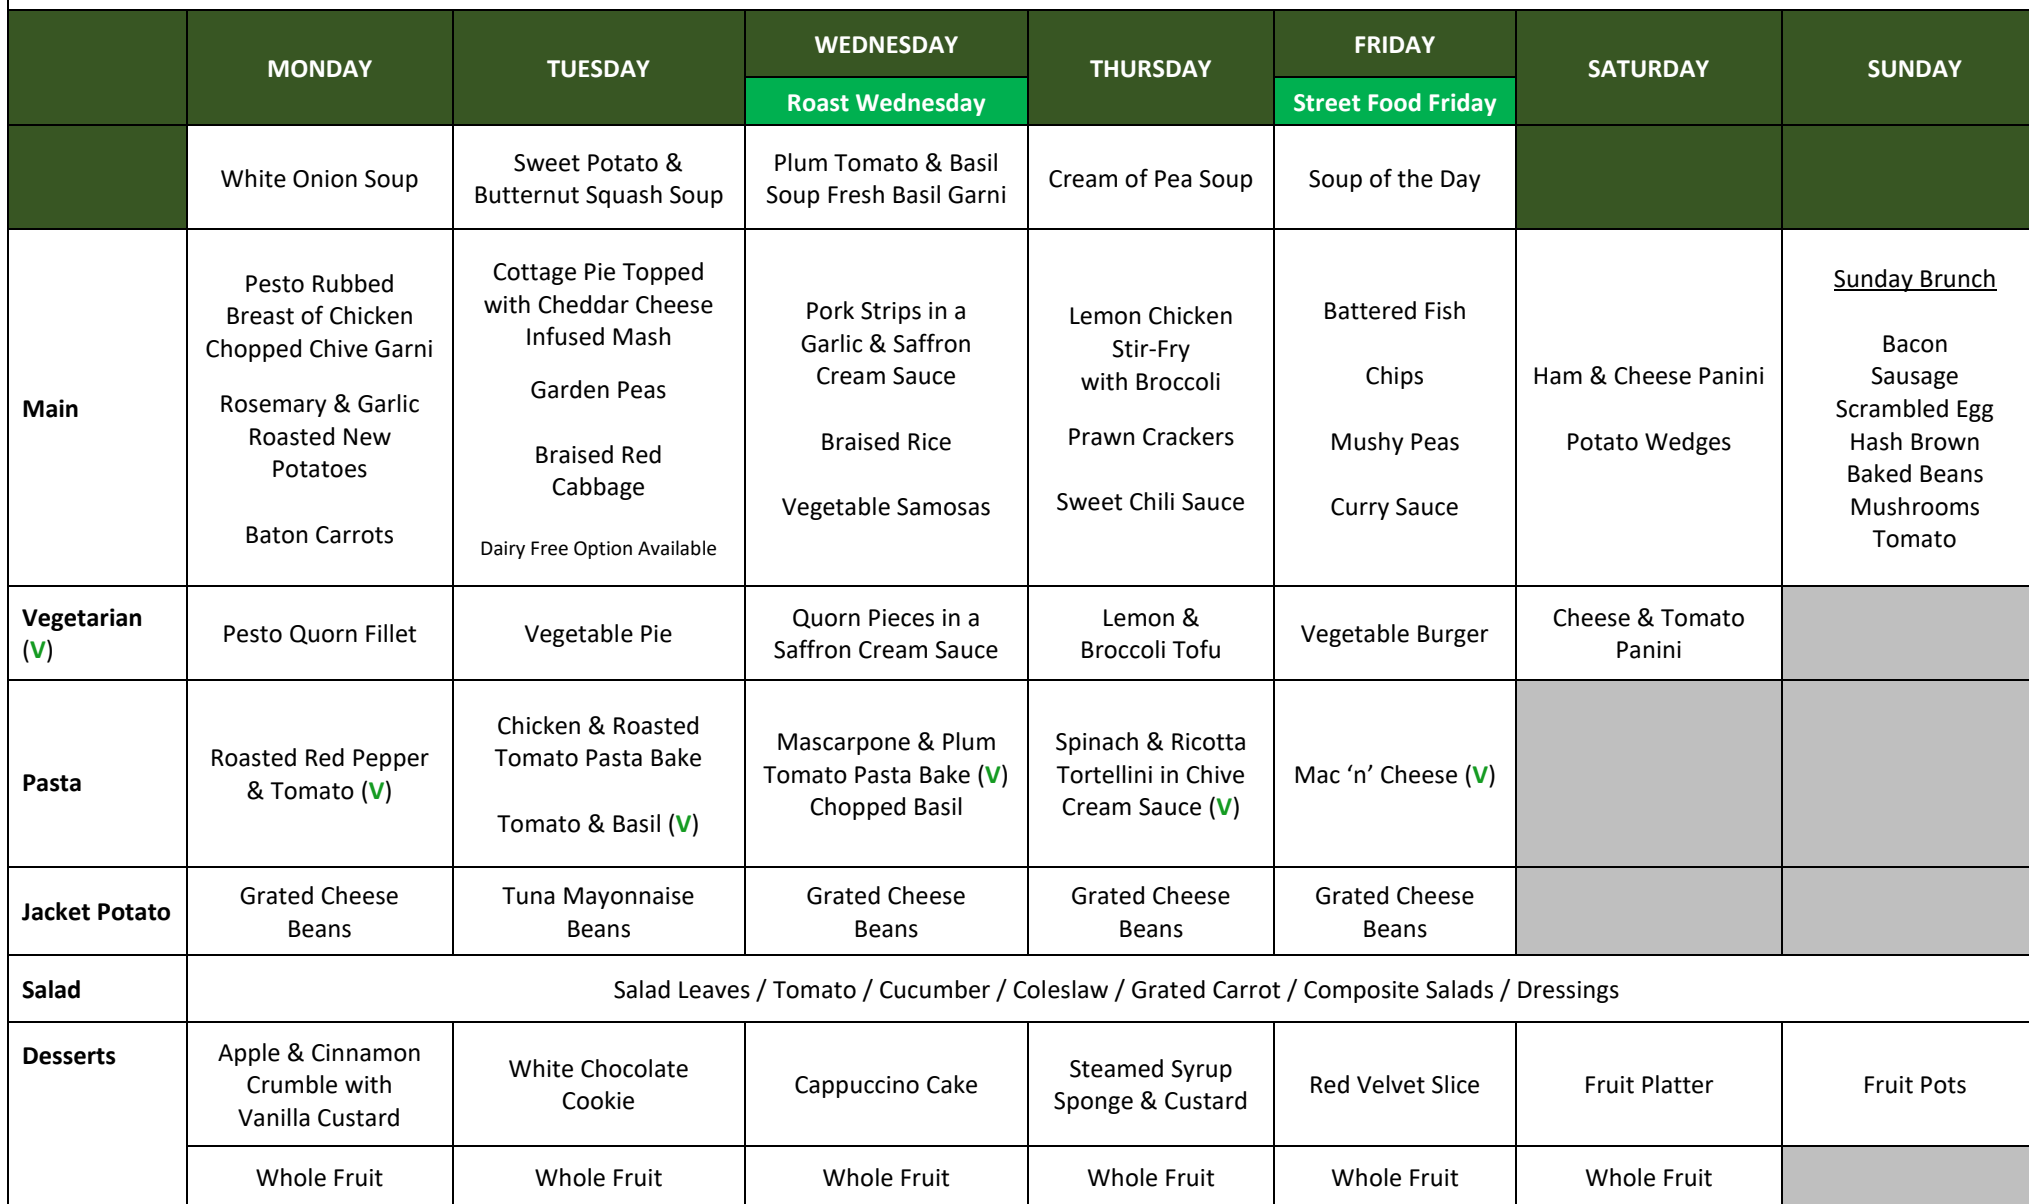 MONDAY
TUESDAY
WEDNESDAY
Roast Wednesday
THURSDAY
FRIDAY
Street Food Friday
SATURDAY
SUNDAY
White Onion Soup
Sweet Potato &
Butternut Squash Soup
Plum Tomato & Basil
Soup Fresh Basil Garni
Cream of Pea Soup
Soup of the Day
Main
Pesto Rubbed
Breast of Chicken
Chopped Chive Garni
Rosemary & Garlic
Roasted New
Potatoes
Baton Carrots
Cottage Pie Topped
with Cheddar Cheese
Infused Mash
Garden Peas
Braised Red
Cabbage
Dairy Free Option Available
Pork Strips in a
Garlic & Saffron
Cream Sauce
Braised Rice
Vegetable Samosas
Lemon Chicken
Stir-Fry
with Broccoli
Prawn Crackers
Sweet Chili Sauce
Battered Fish
Chips
Mushy Peas
Curry Sauce
Ham & Cheese Panini
Potato Wedges
Sunday Brunch
Bacon
Sausage
Scrambled Egg
Hash Brown
Baked Beans
Mushrooms
Tomato
Vegetarian
(V)
Pesto Quorn Fillet
Vegetable Pie
Quorn Pieces in a
Saffron Cream Sauce
Lemon &
Broccoli Tofu
Vegetable Burger
Cheese & Tomato
Panini
Pasta
Roasted Red Pepper
& Tomato (V)
Chicken & Roasted
Tomato Pasta Bake
Tomato & Basil (V)
Mascarpone & Plum
Tomato Pasta Bake (V)
Chopped Basil
Spinach & Ricotta
Tortellini in Chive
Cream Sauce (V)
Mac ‘n’ Cheese (V)
Jacket Potato
Grated Cheese
Beans
Tuna Mayonnaise
Beans
Grated Cheese
Beans
Grated Cheese
Beans
Grated Cheese
Beans
Salad
Salad Leaves / Tomato / Cucumber / Coleslaw / Grated Carrot / Composite Salads / Dressings
Desserts
Apple & Cinnamon
Crumble with
Vanilla Custard
White Chocolate
Cookie
Cappuccino Cake
Steamed Syrup
Sponge & Custard
Red Velvet Slice
Fruit Platter
Fruit Pots
Whole Fruit
Whole Fruit
Whole Fruit
Whole Fruit
Whole Fruit
Whole Fruit